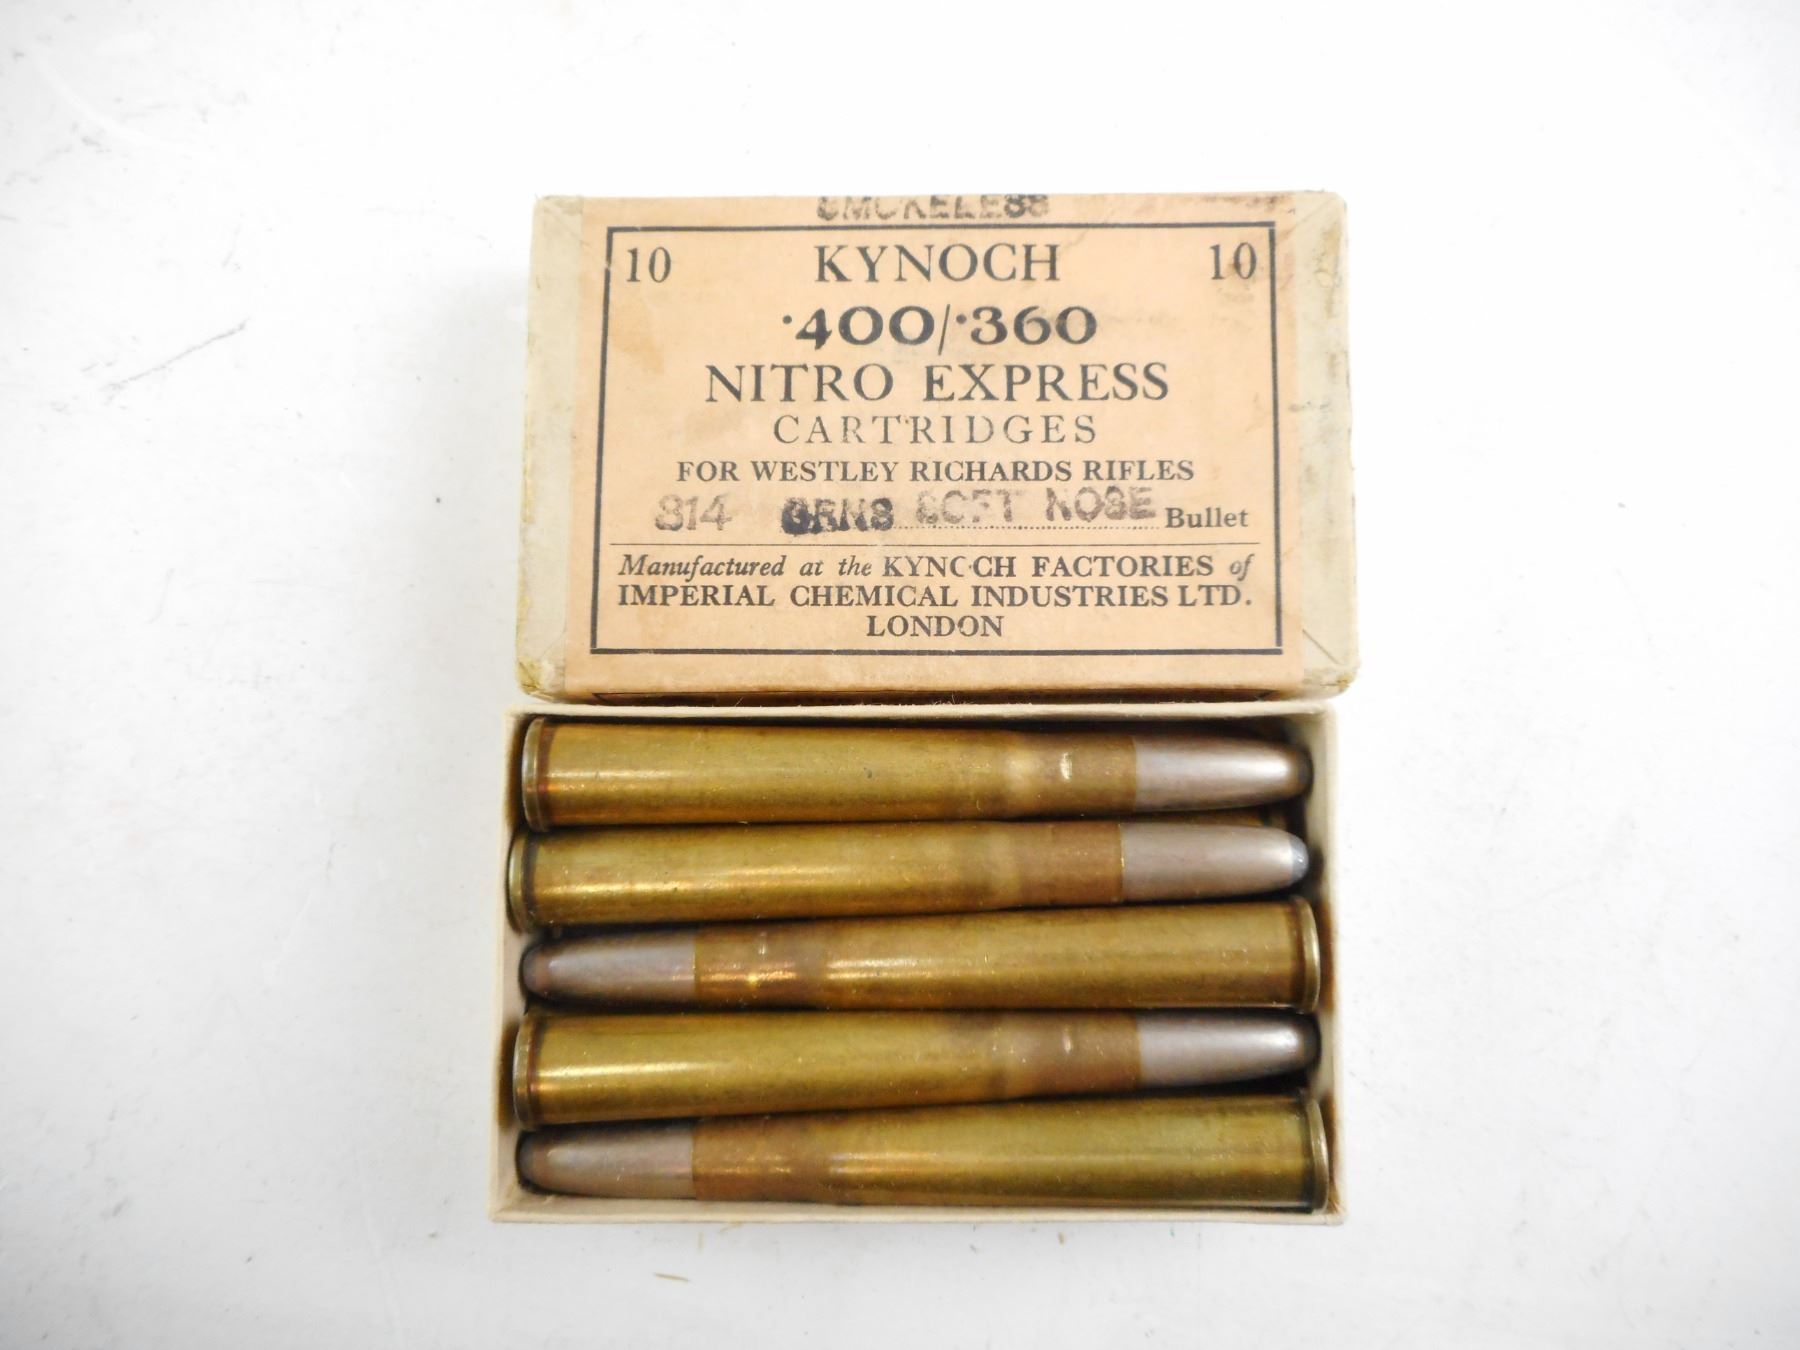 SMOKELESS
10 KYNOCH 10
·400/·360
NITRO EXPRESS
CARTRIDGES
FOR WESTLEY RICHARDS RIFLES
314 GRNS SOFT NOSE Bullet
Manufactured at the KYNOCH FACTORIES of
IMPERIAL CHEMICAL INDUSTRIES LTD.
LONDON